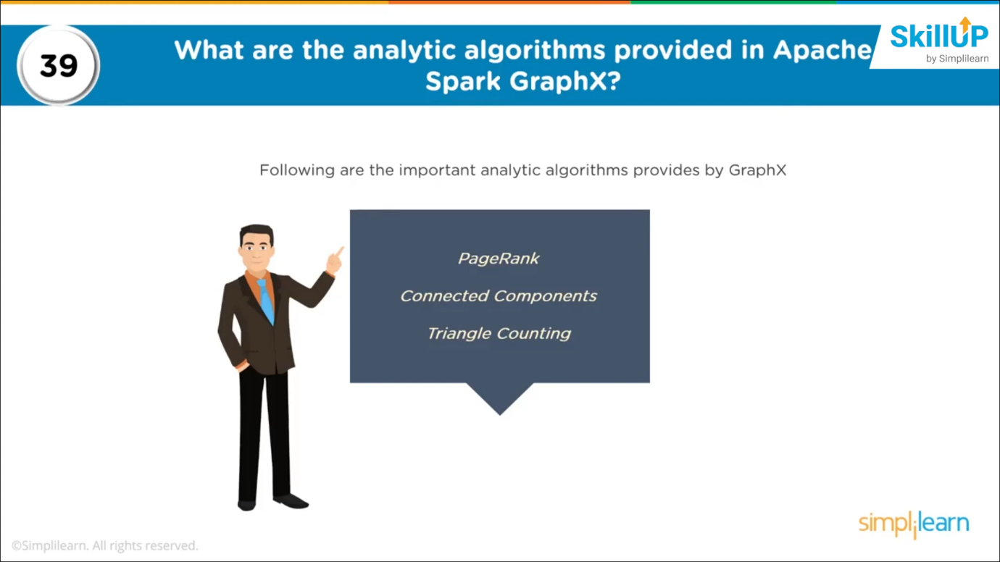 39
What are the analytic algorithms provided in Apache
Spark GraphX?
SkillUP
by Simplilearn
Following are the important analytic algorithms provides by GraphX
PageRank
Connected Components
Triangle Counting
simplilearn
©Simplilearn. All rights reserved.